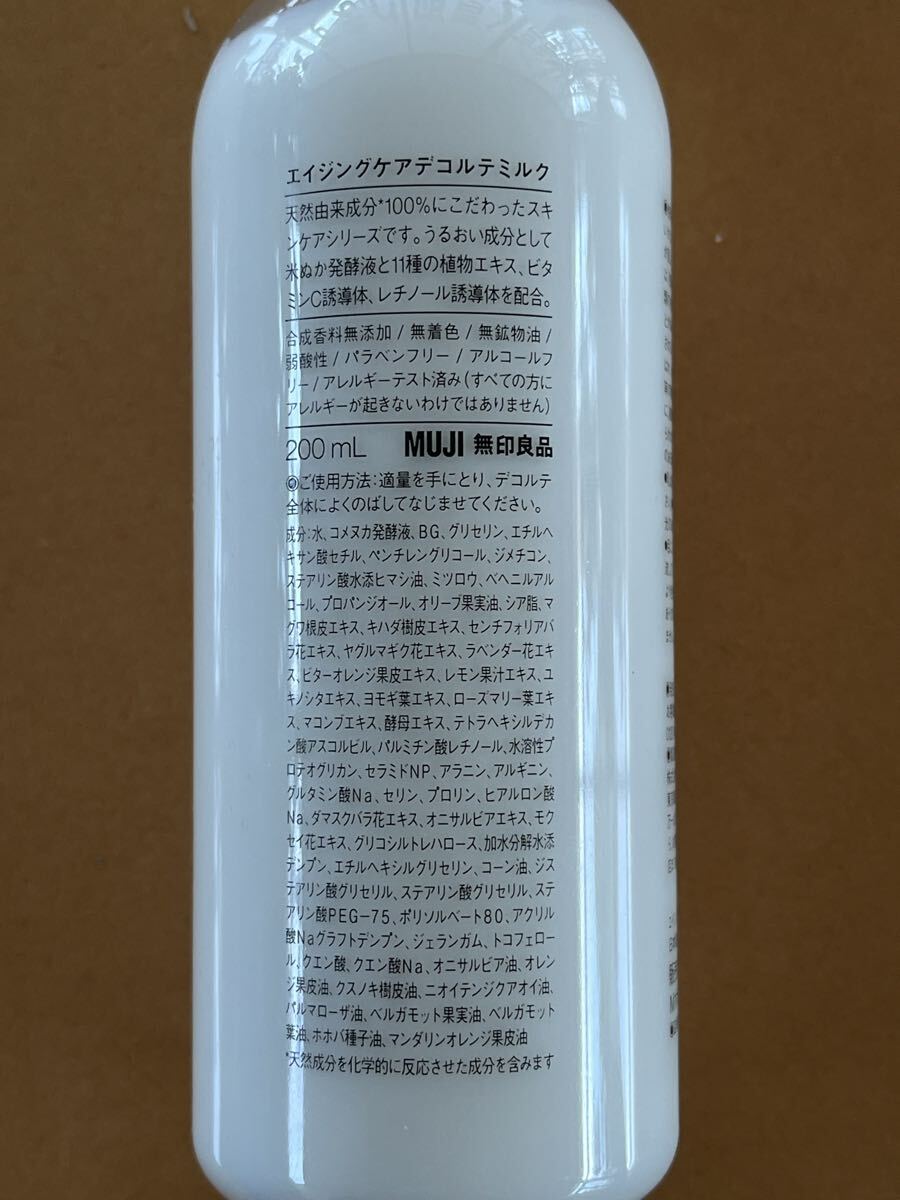 エイジングケアデコルテミルク
天然由来成分*100%にこだわったスキ
ンケアシリーズです。うるおい成分として
米ぬか発酵液と11種の植物エキス、ビタ
ミンC誘導体、レチノール誘導体を配合。
合成香料無添加/無着色/無鉱物油/
弱酸性/パラベンフリー/アルコールフ
リー/アレルギーテスト済み(すべての方に
アレルギーが起きないわけではありません)
200mL MUJI 無印良品
◎ご使用方法:適量を手にとり、デコルテ
全体によくのばしてなじませてください。
成分:水、コメヌカ発酵液、BG、グリセリン、エチルヘ
キサン酸セチル、ペンチレングリコール、ジメチコン、
ステアリン酸水添ヒマシ油、ミツロウ、ベヘニルアル
コール、プロパンジオール、オリーブ果実油、シア脂、マ
グワ根皮エキス、キハダ樹皮エキス、センチフォリアバ
ラ花エキス、ヤグルマギク花エキス、ラベンダー花エキ
ス、ビターオレンジ果皮エキス、レモン果汁エキス、ユ
キノシタエキス、ヨモギ葉エキス、ローズマリー葉エキ
ス、マコンブエキス、酵母エキス、テトラヘキシルデカ
ン酸アスコルビル、パルミチン酸レチノール、水溶性プ
ロテオグリカン、セラミドNP、アラニン、アルギニン、
グルタミン酸Na、セリン、プロリン、ヒアルロン酸
Na、ダマスクバラ花エキス、オニサルビアエキス、モク
セイ花エキス、グリコシルトレハロース、加水分解水添
デンプン、エチルヘキシルグリセリン、コーン油、ジス
テアリン酸グリセリル、ステアリン酸グリセリル、ステ
アリン酸PEG-75、ポリソルベート80、アクリル
酸Naグラフトデンプン、ジェランガム、トコフェロー
ル、クエン酸、クエン酸Na、オニサルビア油、オレン
ジ果皮油、クスノキ樹皮油、ニオイテンジクアオイ油、
パルマローザ油、ベルガモット果実油、ベルガモット
葉油、ホホバ種子油、マンダリンオレンジ果皮油
*天然成分を化学的に反応させた成分を含みます